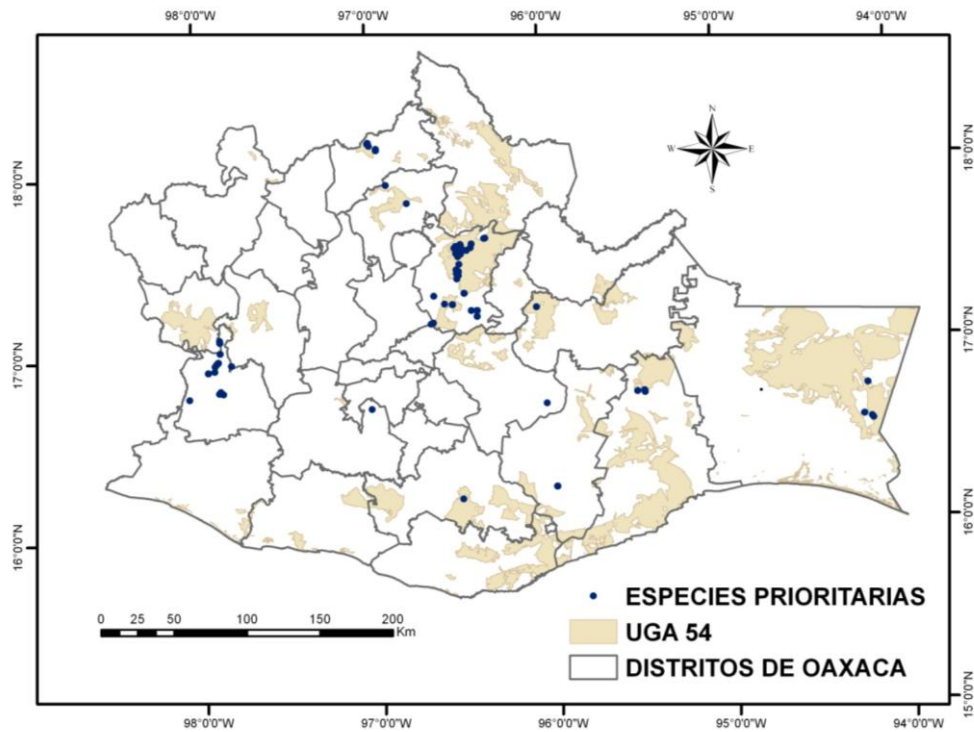 98°0'0"W 97°0'0"W 96°0'0"W 95°0'0"W 94°0'0"W
N
W E
S
18°0'0"N
18°0'0"N
17°0'0"N
17°0'0"N
16°0'0"N
16°0'0"N
15°0'0"N
ESPECIES PRIORITARIAS
UGA 54
DISTRITOS DE OAXACA
0 25 50 100 150 200
Km
98°0'0"W 97°0'0"W 96°0'0"W 95°0'0"W 94°0'0"W